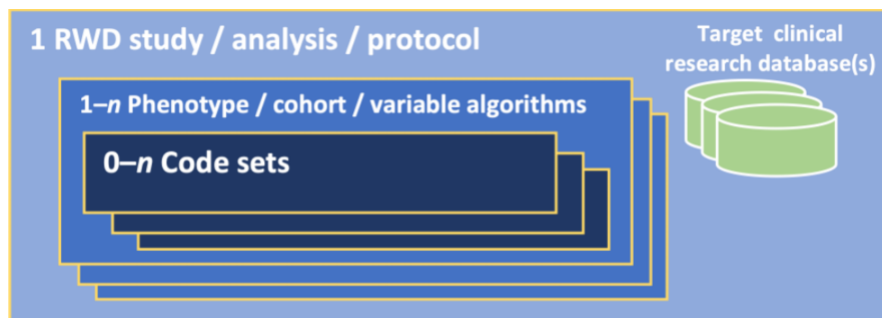 1 RWD study / analysis / protocol
Target clinical
research database(s)
1–n Phenotype / cohort / variable algorithms
0–n Code sets